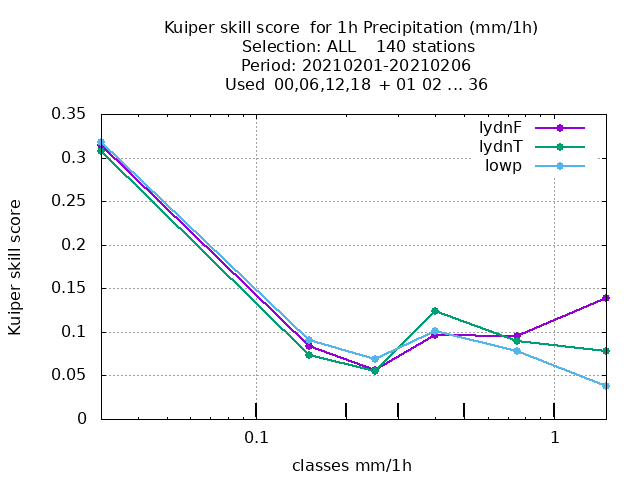 Kuiper skill score  for 1h Precipitation (mm/1h)
Selection: ALL    140 stations
Period: 20210201-20210206
Used  00,06,12,18  + 01 02 ... 36
lydnF
lydnT
lowp
0.35
0.3
0.25
0.2
0.15
0.1
0.05
0
Kuiper skill score
0.1
1
classes mm/1h